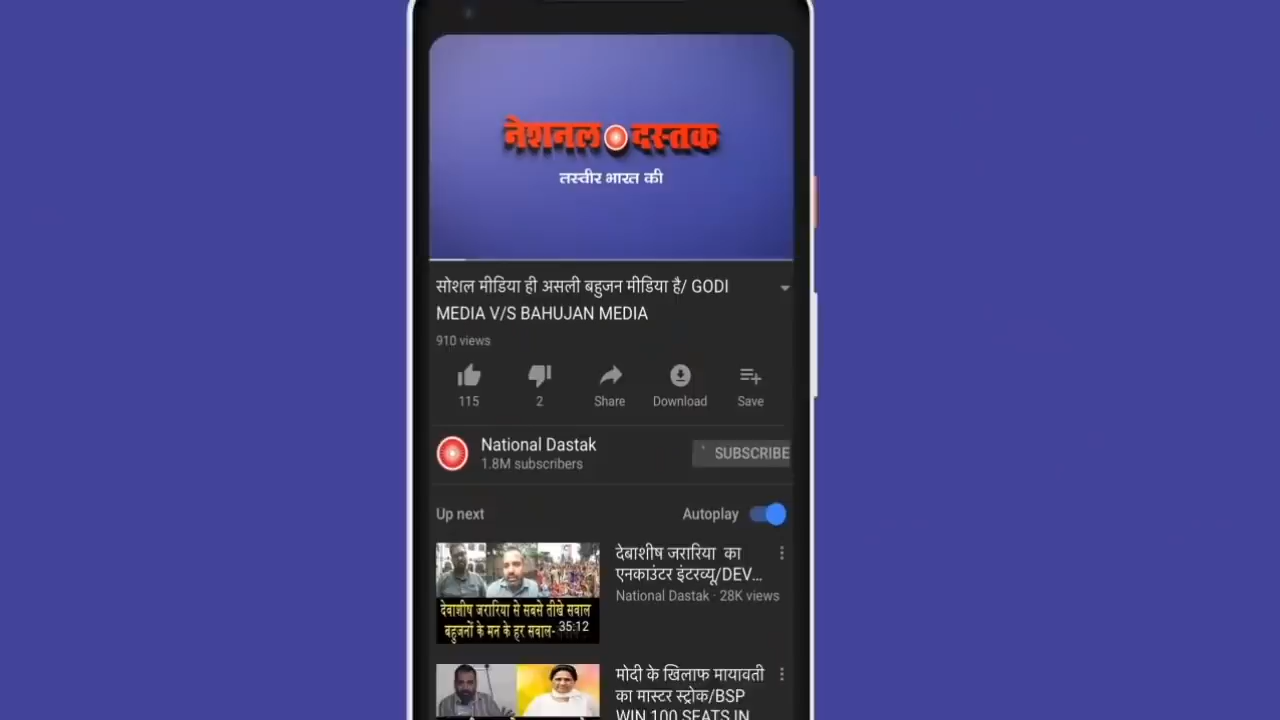 नेशनल दस्तक
तस्वीर भारत की
सोशल मीडिया ही असली बहुजन मीडिया है/ GODI
MEDIA V/S BAHUJAN MEDIA
910 views
115
2
Share
Download
Save
National Dastak
1.8M subscribers
SUBSCRIBE
Up next
Autoplay
देबाशीष जरारिया का
एनकाउंटर इंटरव्यू/DEV...
National Dastak · 28K views
देवाशीष जरारिया से सबसे तीखे सवाल
बहुजनों के मन के हर सवाल-
35:12
मोदी के खिलाफ मायावती
का मास्टर स्ट्रोक/BSP
WIN 100 SEATS IN